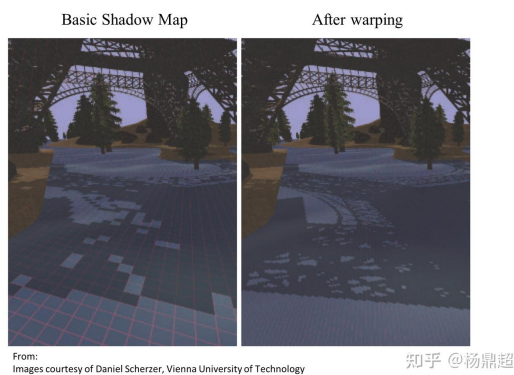 Basic Shadow Map
After warping
From:
Images courtesy of Daniel Scherzer, Vienna University of Technology
知乎 @杨鼎超